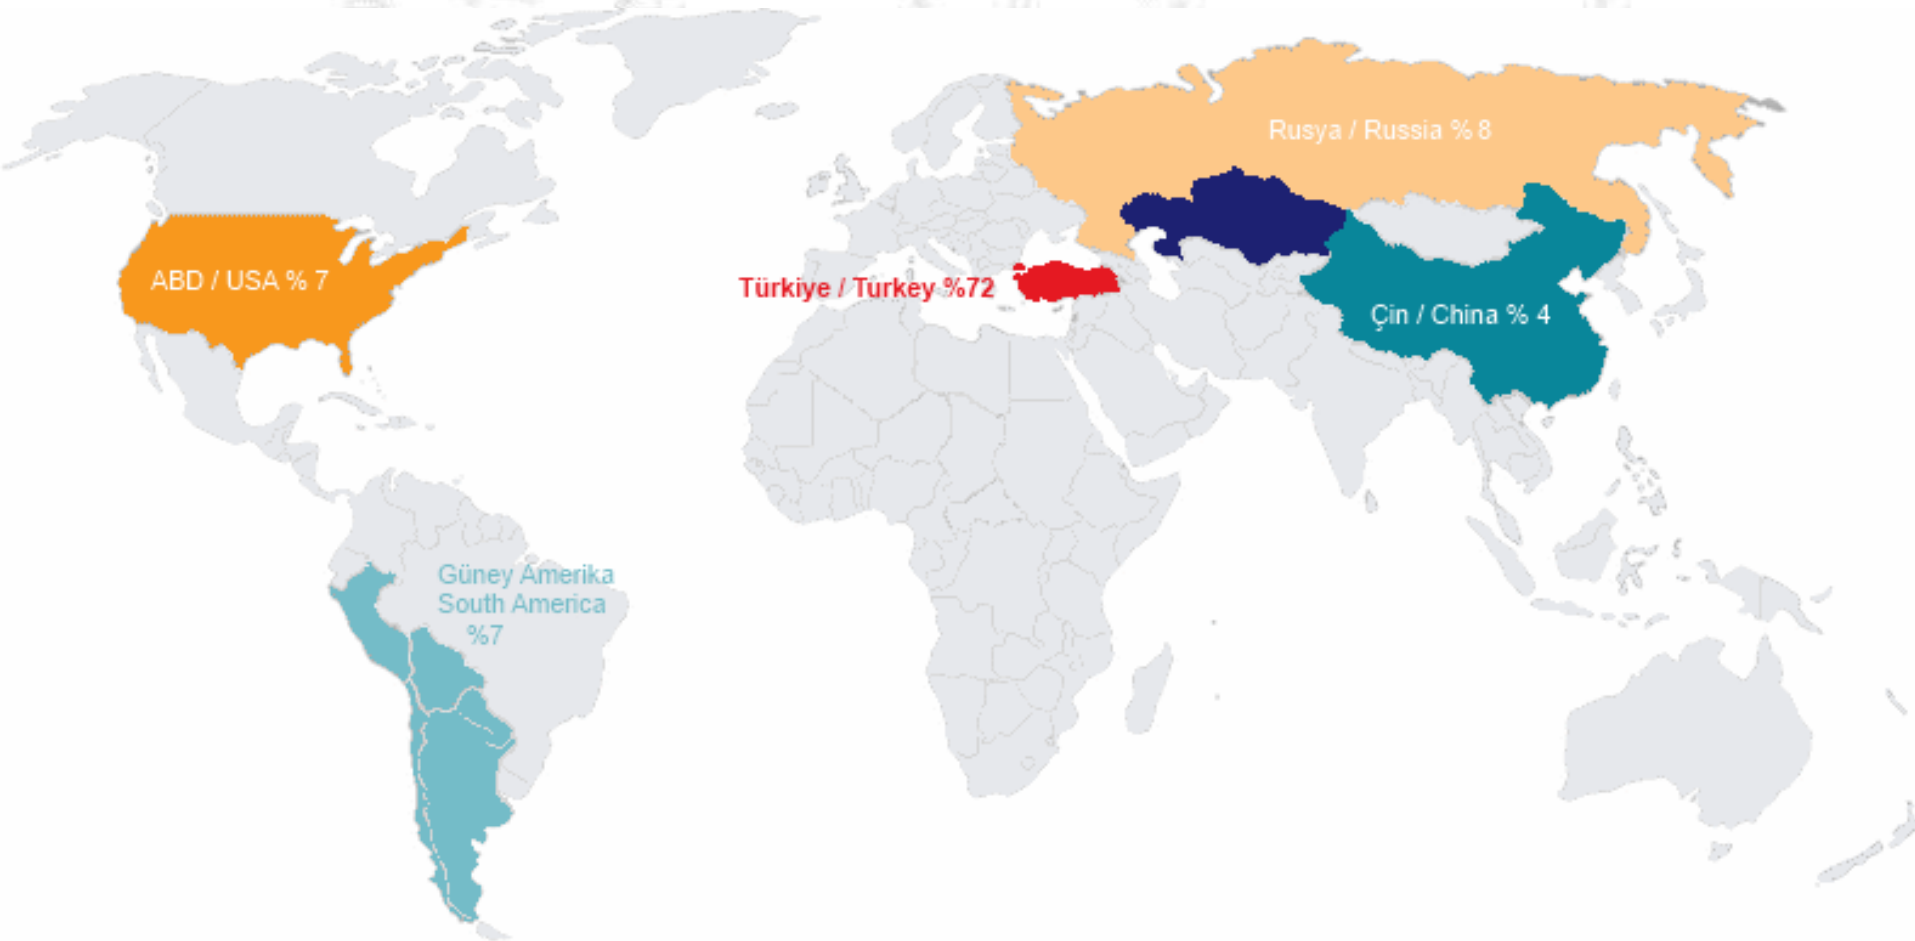 Rusya / Russia % 8
ABD / USA % 7
Türkiye / Turkey %72
Çin / China % 4
Güney Amerika
South America
%7